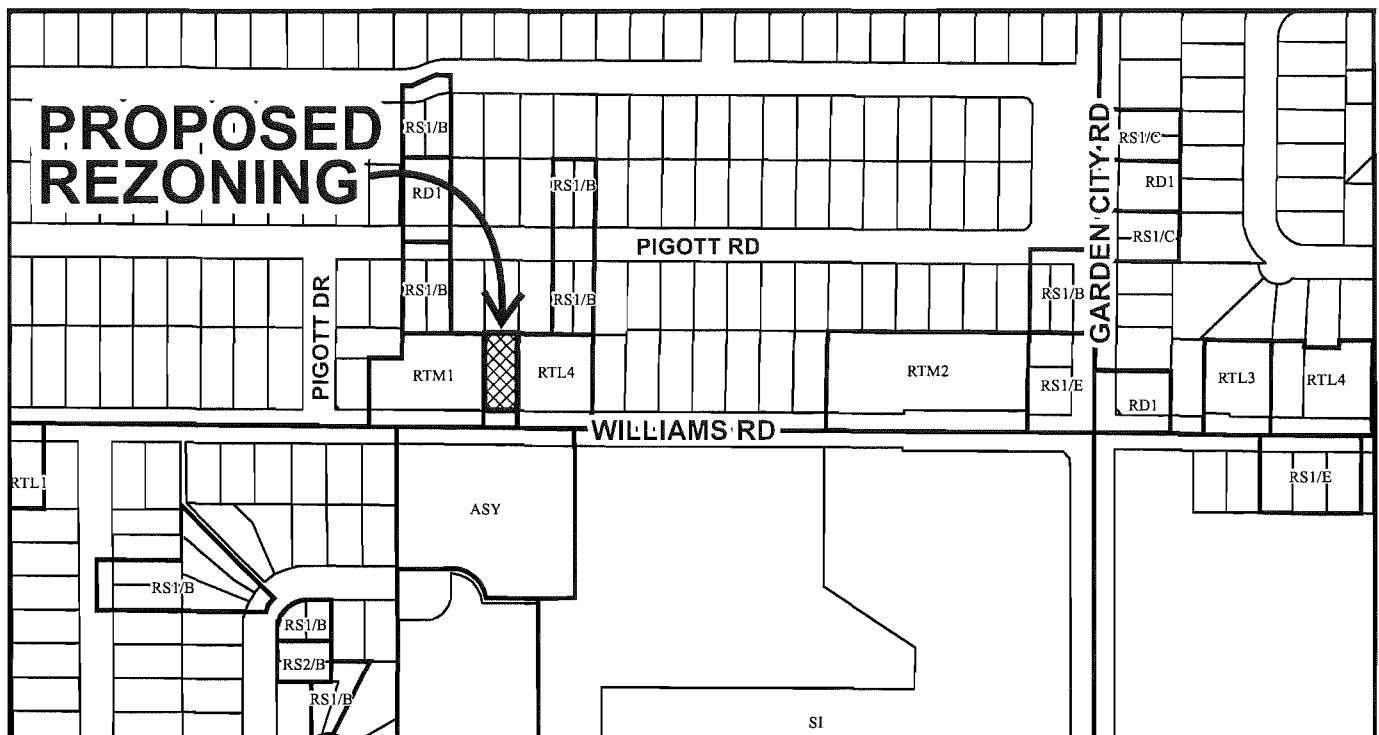 PROPOSED
REZONING
RS1/B
RD1
RS1/B
RS1/B
RS1/B
PIGOTT RD
PIGOTT DR
RS1/B
GARDEN CITY RD
RS1/C
RD1
RS1/C
RTM1
RTL4
RTM2
RS1/E
RD1
RTL3
RTL4
WILLIAMS RD
RTL1
ASY
RS1/E
RS1/B
RS1/B
RS2/B
RS1/B
SI